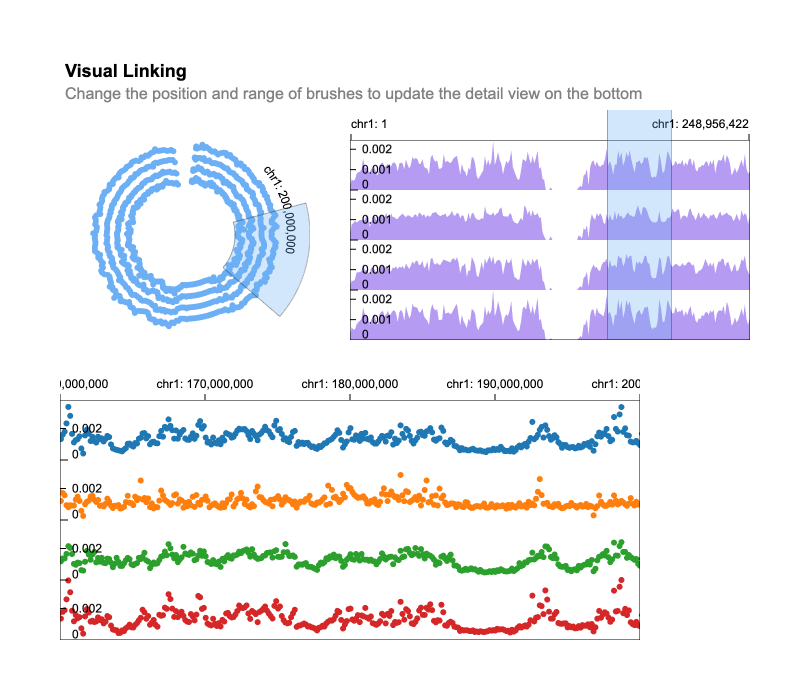 Visual Linking
Change the position and range of brushes to update the detail view on the bottom
chr1: 1
chr1: 248,956,422
chr1: 200,000,000
0.002
0.001
0
0.002
0.001
0
0.002
0.001
0
0.002
0.001
0
0,000,000
chr1: 170,000,000
chr1: 180,000,000
chr1: 190,000,000
chr1: 200
0.002
0
0.002
0
0.002
0
0.002
0